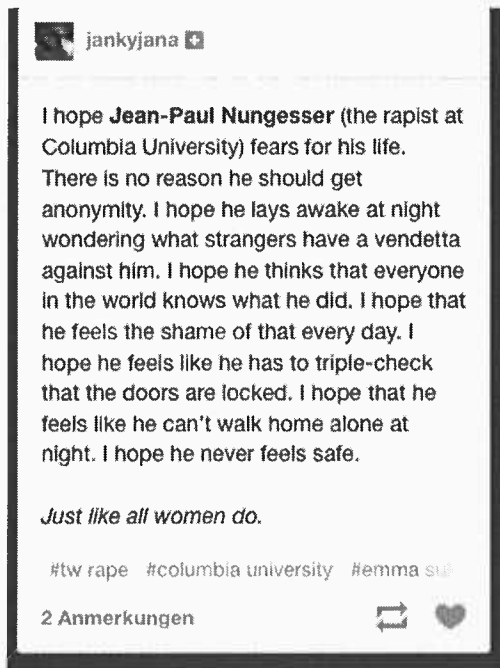 jankyjana
I hope Jean-Paul Nungesser (the rapist at
Columbia University) fears for his life.
There is no reason he should get
anonymity. I hope he lays awake at night
wondering what strangers have a vendetta
against him. I hope he thinks that everyone
in the world knows what he did. I hope that
he feels the shame of that every day. I
hope he feels like he has to triple-check
that the doors are locked. I hope that he
feels like he can't walk home alone at
night. I hope he never feels safe.
Just like all women do.
#tw rape #columbia university #emma
2 Anmerkungen